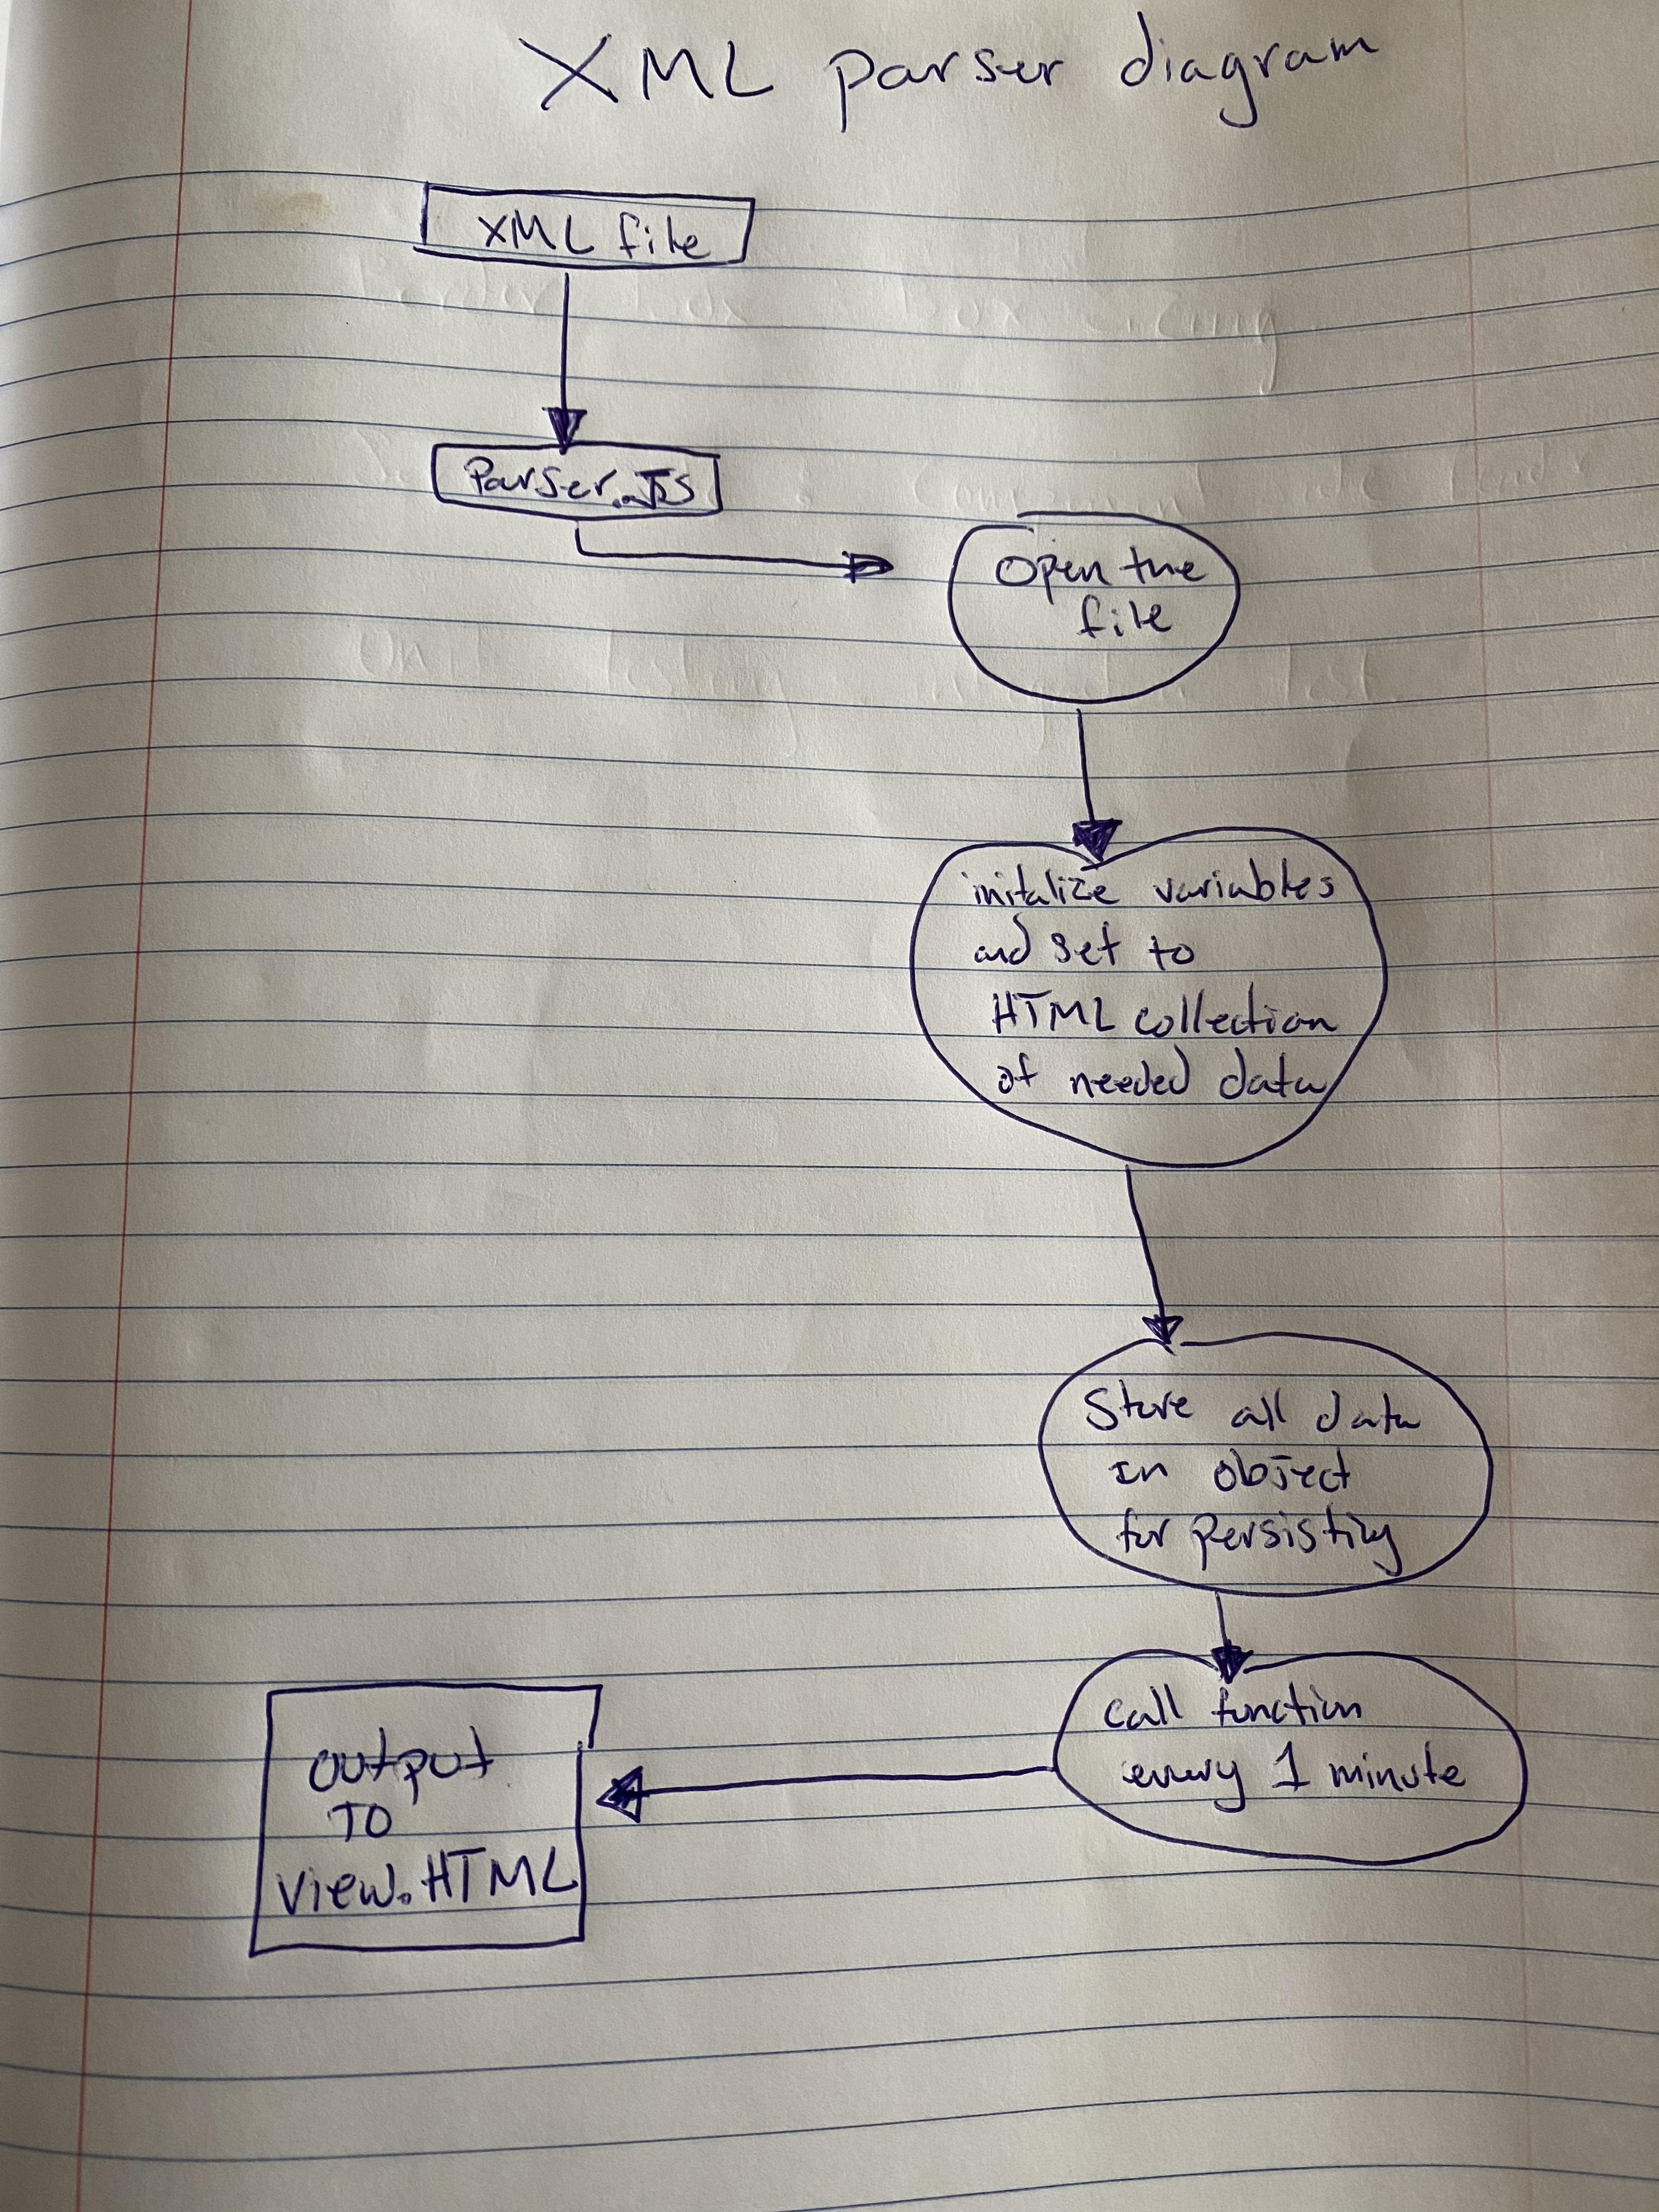 XML parser diagram
XML file
Parser.JS
Open the
file
initalize variables
and set to
HTML collection
of needed data
Store all data
in object
for persisting
call function
every 1 minute
output
TO
view.HTML